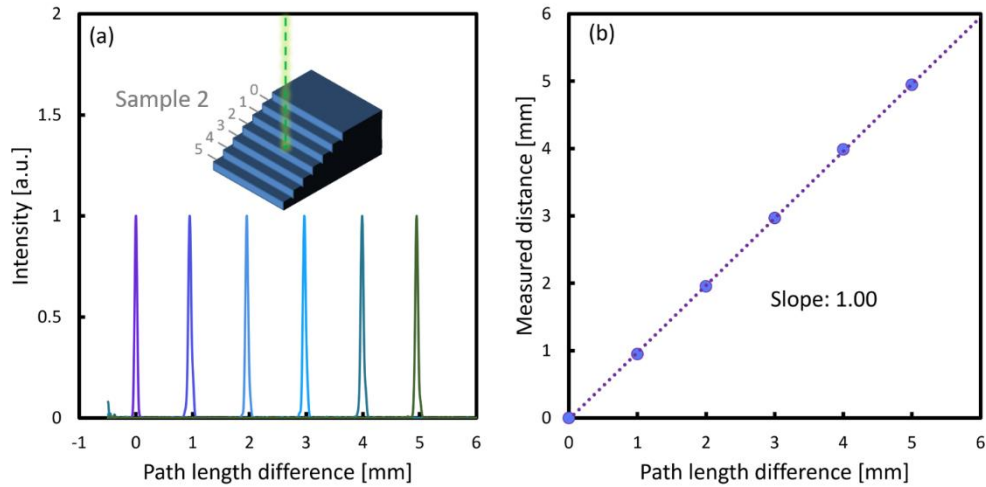 (a)
Sample 2
0
1
2
3
4
5
Intensity [a.u.]
2
1.5
1
0.5
0
-1 0 1 2 3 4 5 6
Path length difference [mm]
(b)
Slope: 1.00
Measured distance [mm]
6
5
4
3
2
1
0
0 1 2 3 4 5 6
Path length difference [mm]